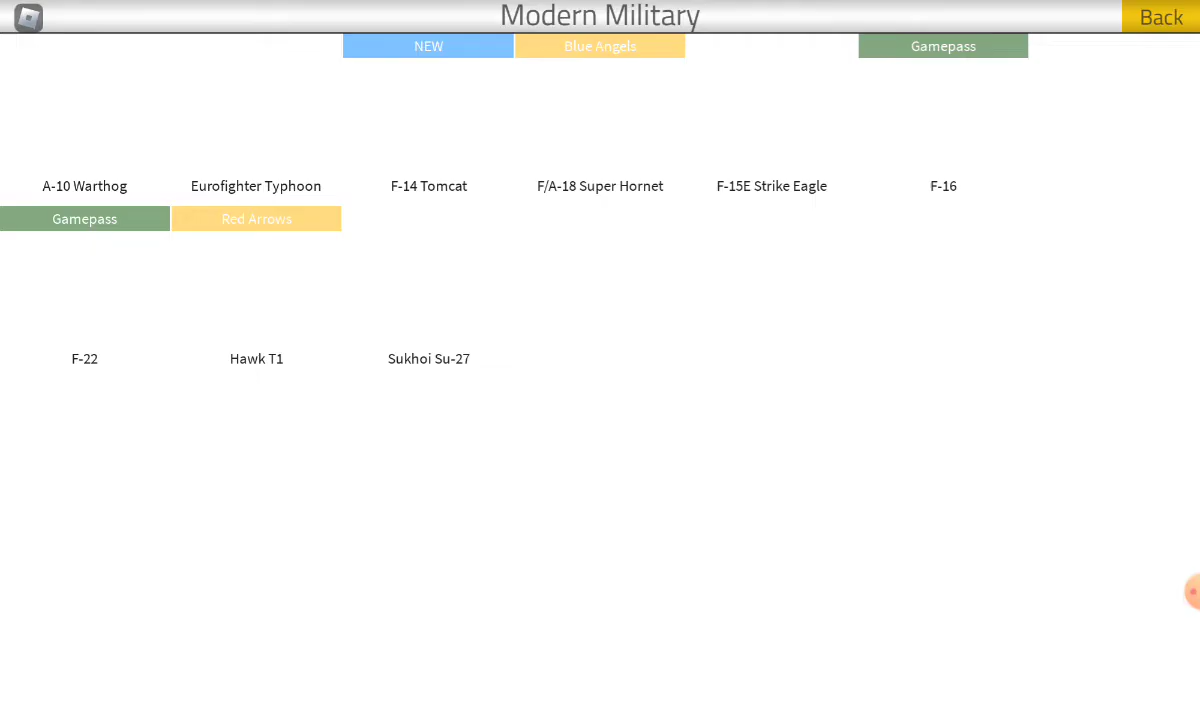 Modern Military
Back
NEW
Blue Angels
Gamepass
A-10 Warthog
Eurofighter Typhoon
F-14 Tomcat
F/A-18 Super Hornet
F-15E Strike Eagle
F-16
Gamepass
Red Arrows
F-22
Hawk T1
Sukhoi Su-27